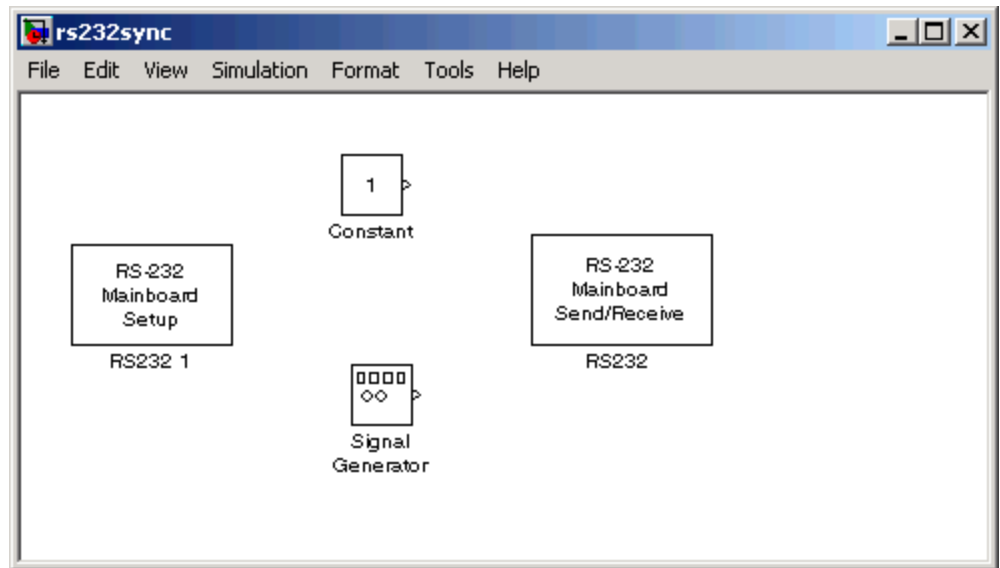 rs232sync
File Edit View Simulation Format Tools Help
1
Constant
RS-232
Mainboard
Setup
RS232 1
RS-232
Mainboard
Send/Receive
RS232
Signal
Generator